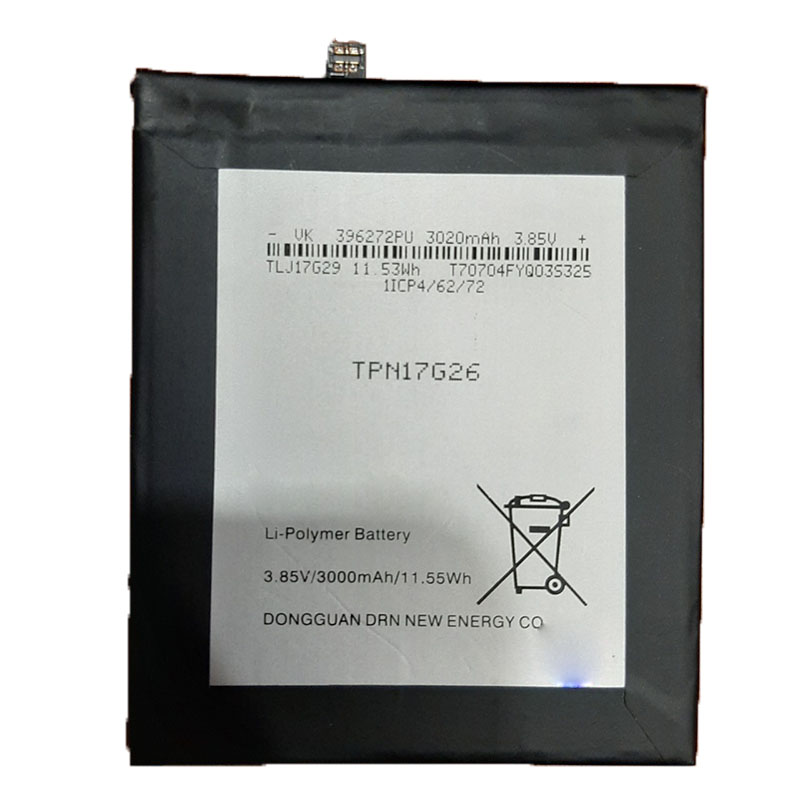 - VK 396272PU 3020mAh 3.85V +
TLJ17G29 11.53Wh T70704FYQ03S325
1ICP4/62/72
TPN17G26
Li-Polymer Battery
3.85V/3000mAh/11.55Wh
DONGGUAN DRN NEW ENERGY CO